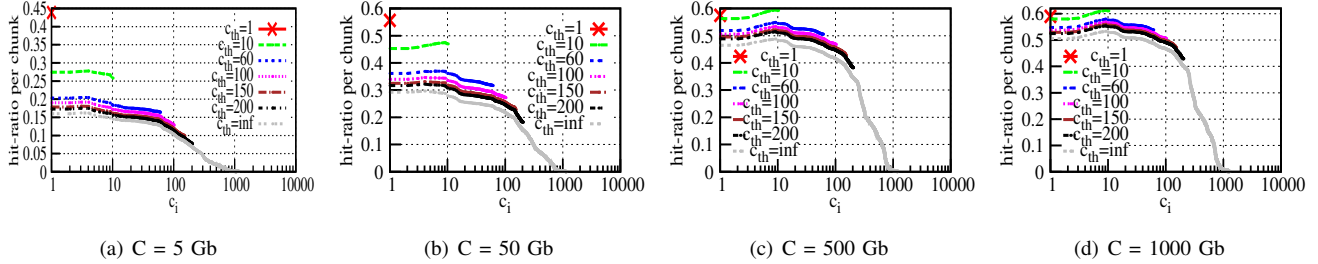 hit-ratio per chunk
0.45
0.4
0.35
0.3
0.25
0.2
0.15
0.1
0.05
0
1
10
100
1000
10000
c_i
c_th=1
c_th=10
c_th=60
c_th=100
c_th=150
c_th=200
c_th=inf
(a) C = 5 Gb
hit-ratio per chunk
0.6
0.5
0.4
0.3
0.2
0.1
0
1
10
100
1000
10000
c_i
c_th=1
c_th=10
c_th=60
c_th=100
c_th=150
c_th=200
c_th=inf
(b) C = 50 Gb
hit-ratio per chunk
0.6
0.5
0.4
0.3
0.2
0.1
0
1
10
100
1000
10000
c_i
c_th=1
c_th=10
c_th=60
c_th=100
c_th=150
c_th=200
c_th=inf
(c) C = 500 Gb
hit-ratio per chunk
0.6
0.5
0.4
0.3
0.2
0.1
0
1
10
100
1000
10000
c_i
c_th=1
c_th=10
c_th=60
c_th=100
c_th=150
c_th=200
c_th=inf
(d) C = 1000 Gb